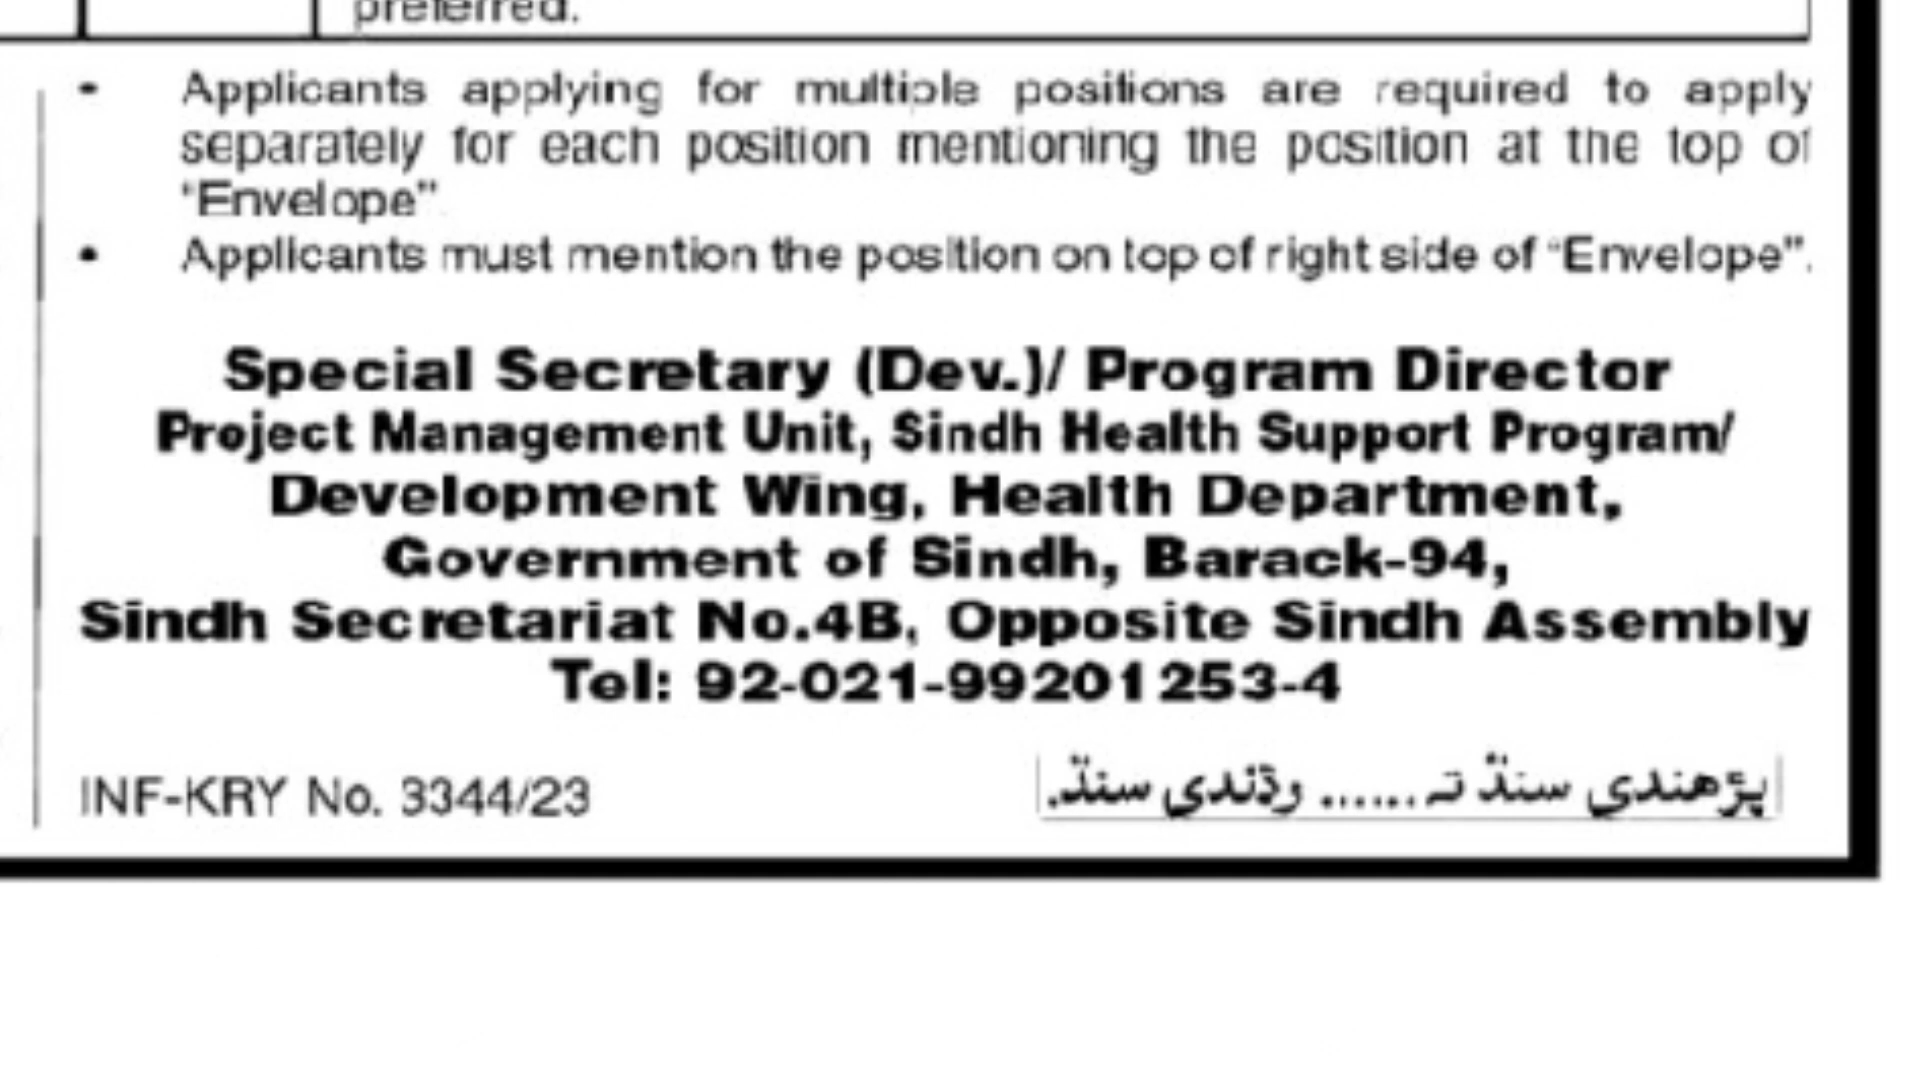 preferred.
• Applicants applying for multiple positions are required to apply
separately for each position mentioning the position at the top of
“Envelope”.
• Applicants must mention the position on top of right side of “Envelope”.
Special Secretary (Dev.)/ Program Director
Project Management Unit, Sindh Health Support Program/
Development Wing, Health Department,
Government of Sindh, Barack-94,
Sindh Secretariat No.4B, Opposite Sindh Assembly
Tel: 92-021-99201253-4
INF-KRY No. 3344/23
پڙهندي سنڌ ته ...... وڌندي سنڌ.